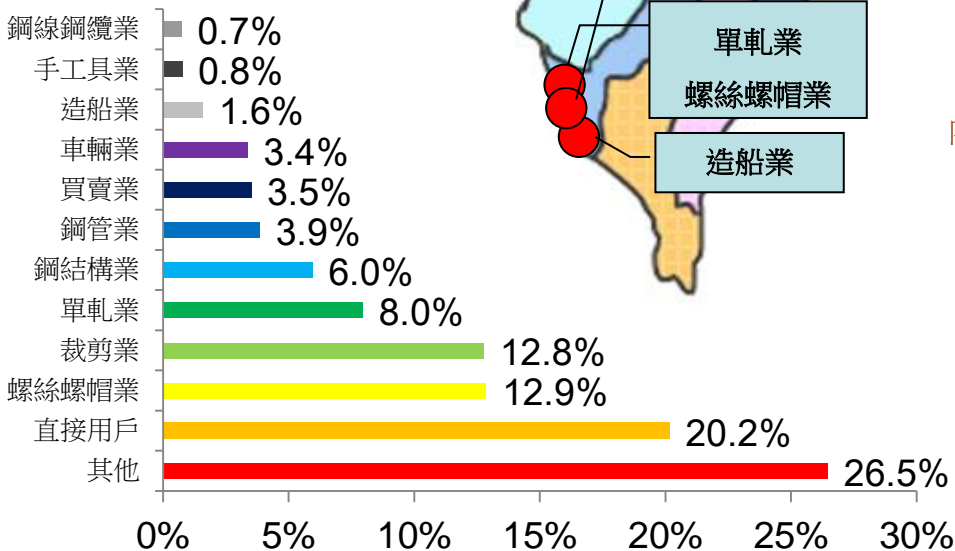 鋼線鋼纜業 0.7%
手工具業 0.8%
造船業 1.6%
車輛業 3.4%
買賣業 3.5%
鋼管業 3.9%
鋼結構業 6.0%
單軋業 8.0%
裁剪業 12.8%
螺絲螺帽業 12.9%
直接用戶 20.2%
其他 26.5%
0% 5% 10% 15% 20% 25% 30%
單軋業
螺絲螺帽業
造船業